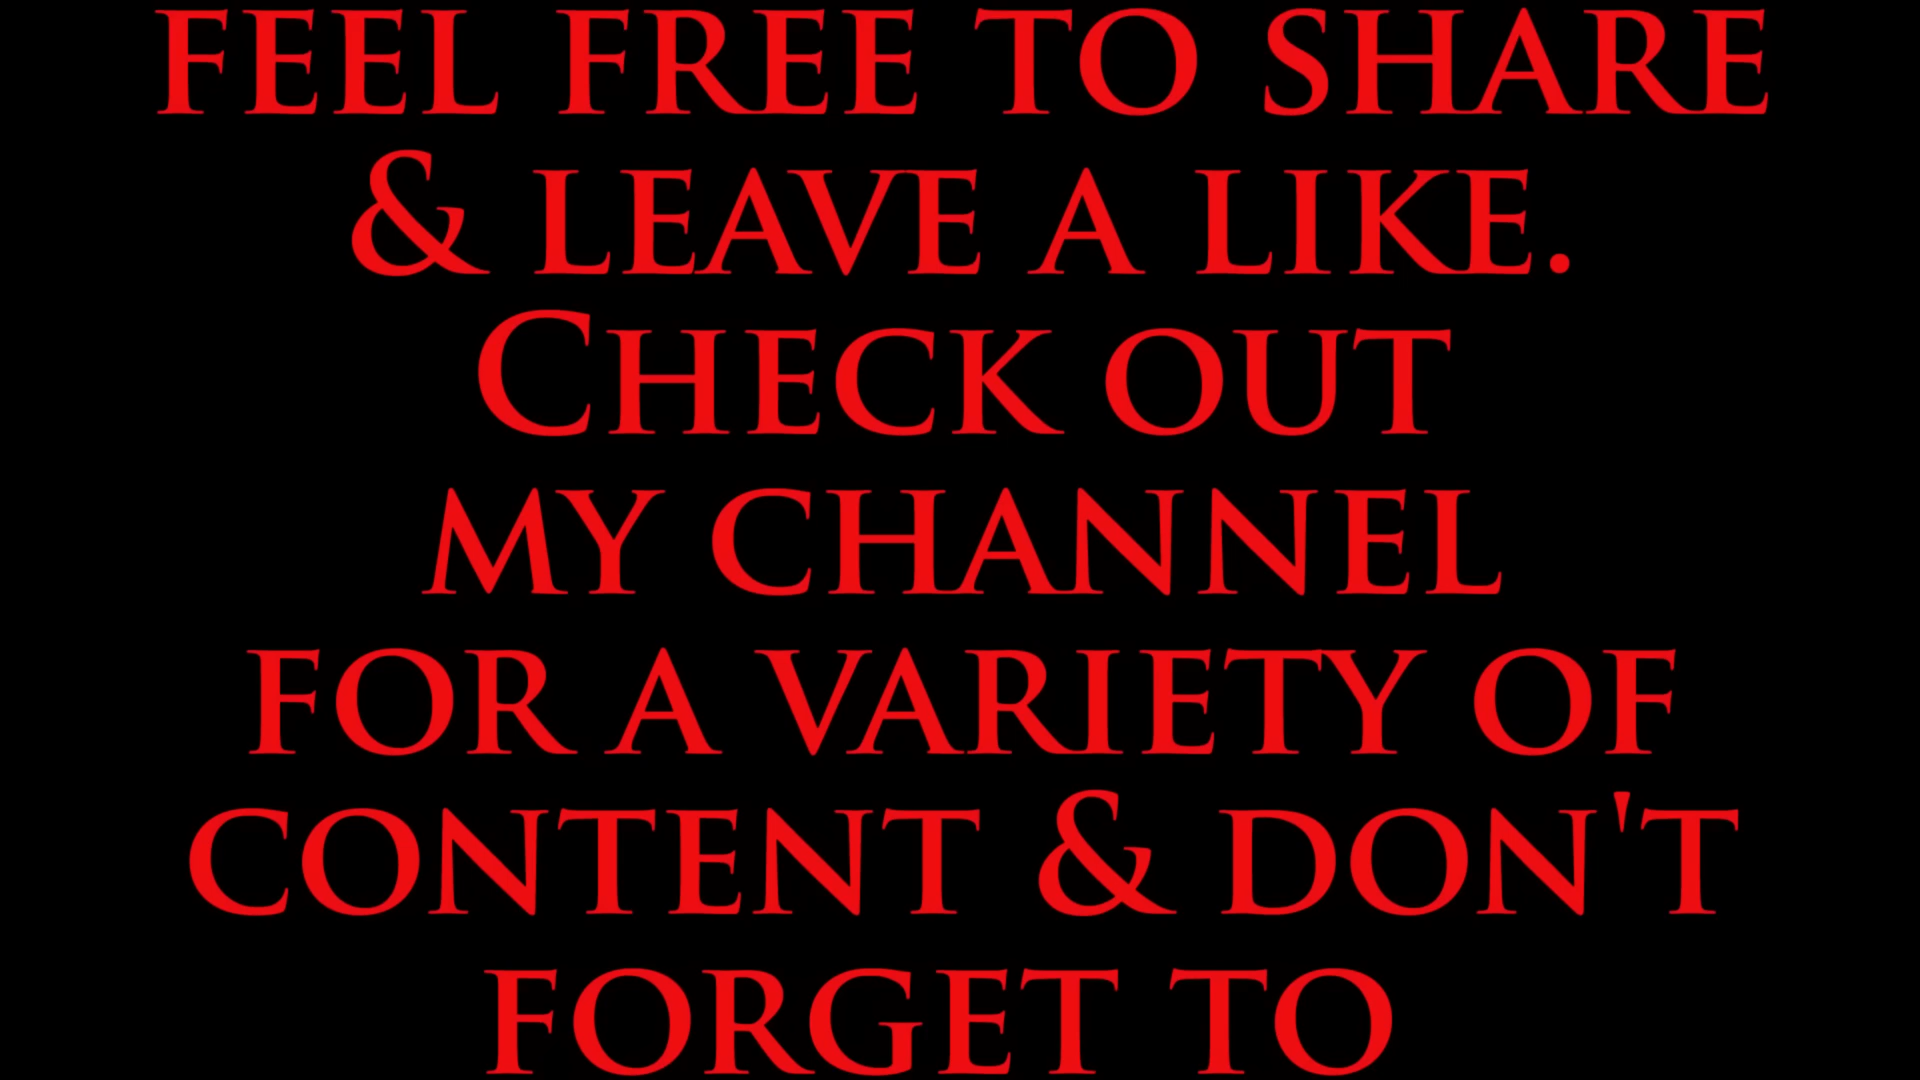 FEEL FREE TO SHARE
& LEAVE A LIKE.
CHECK OUT
MY CHANNEL
FOR A VARIETY OF
CONTENT & DON'T
FORGET TO